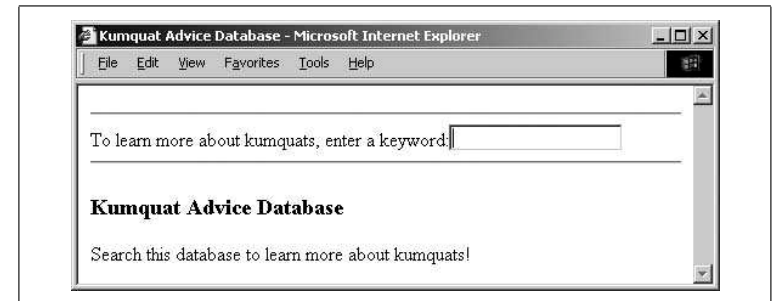 Kumquat Advice Database - Microsoft Internet Explorer
File Edit View Favorites Tools Help
To learn more about kumquats, enter a keyword:
Kumquat Advice Database
Search this database to learn more about kumquats!